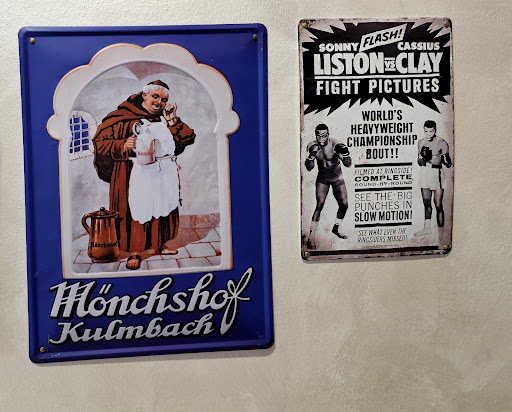 Mönchshof
Mönchshof
Kulmbach
FLASH!
SONNY CASSIUS
LISTON VS CLAY
FIGHT PICTURES
WORLD'S
HEAVYWEIGHT
CHAMPIONSHIP
BOUT!!
FILMED AT RINGSIDE!
COMPLETE
ROUND-BY-ROUND
SEE THE BIG
PUNCHES IN
SLOW MOTION!
SEE WHAT EVEN THE
RINGSIDERS MISSED!